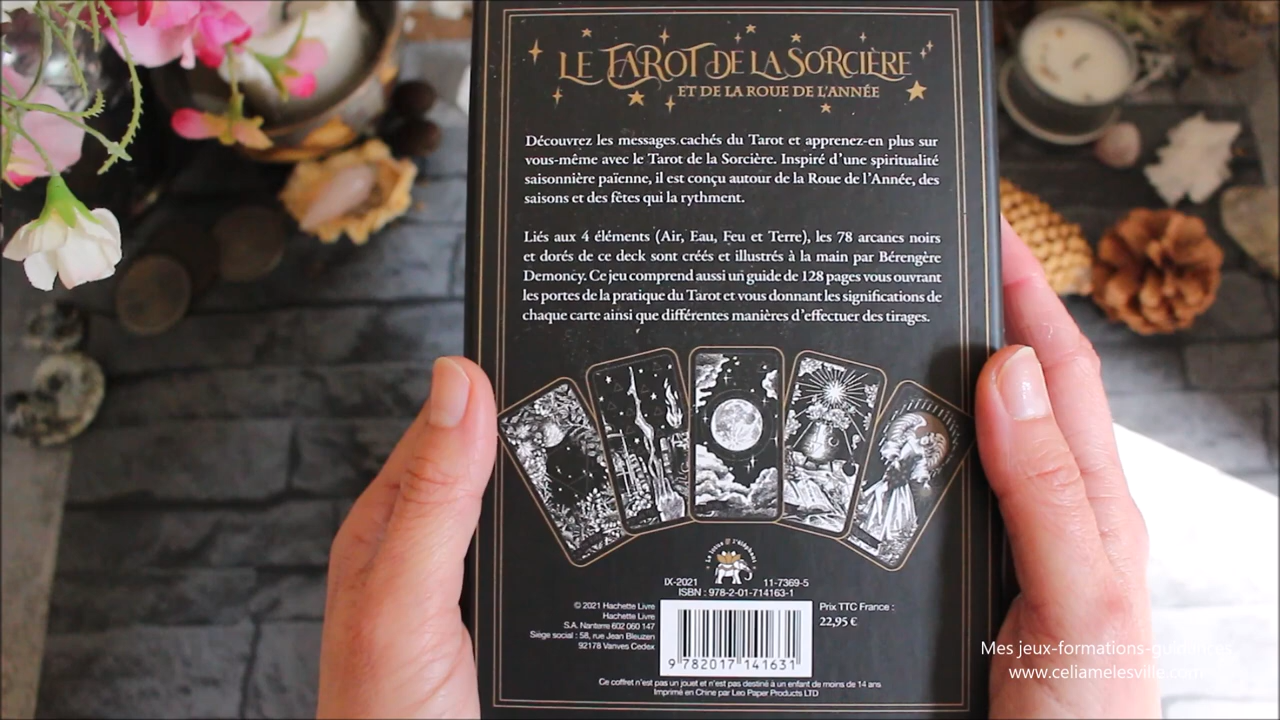 LE TAROT DE LA SORCIÈRE
ET DE LA ROUE DE L'ANNÉE
Découvrez les messages cachés du Tarot et apprenez-en plus sur
vous-même avec le Tarot de la Sorcière. Inspiré d'une spiritualité
saisonnière païenne, il est conçu autour de la Roue de l'Année, des
saisons et des fêtes qui la rythment.
Liés aux 4 éléments (Air, Eau, Feu et Terre), les 78 arcanes noirs
et dorés de ce deck sont créés et illustrés à la main par Bérengère
Demoncy. Ce jeu comprend aussi un guide de 128 pages vous ouvrant
les portes de la pratique du Tarot et vous donnant les significations de
chaque carte ainsi que différentes manières d'effectuer des tirages.
IX-2021 11-7369-5
ISBN : 978-2-01-714163-1
© 2021 Hachette Livre
Hachette Livre
S.A. Nanterre 602 060 147
Siège social : 58, rue Jean Bleuzen
92178 Vanves Cedex
Prix TTC France :
22,95 €
9 782017 141631
Ce coffret n'est pas un jouet et n'est pas destiné à un enfant de moins de 14 ans
Imprimé en Chine par Leo Paper Products LTD
Mes jeux-formations-guidances
www.celiamelesville.com